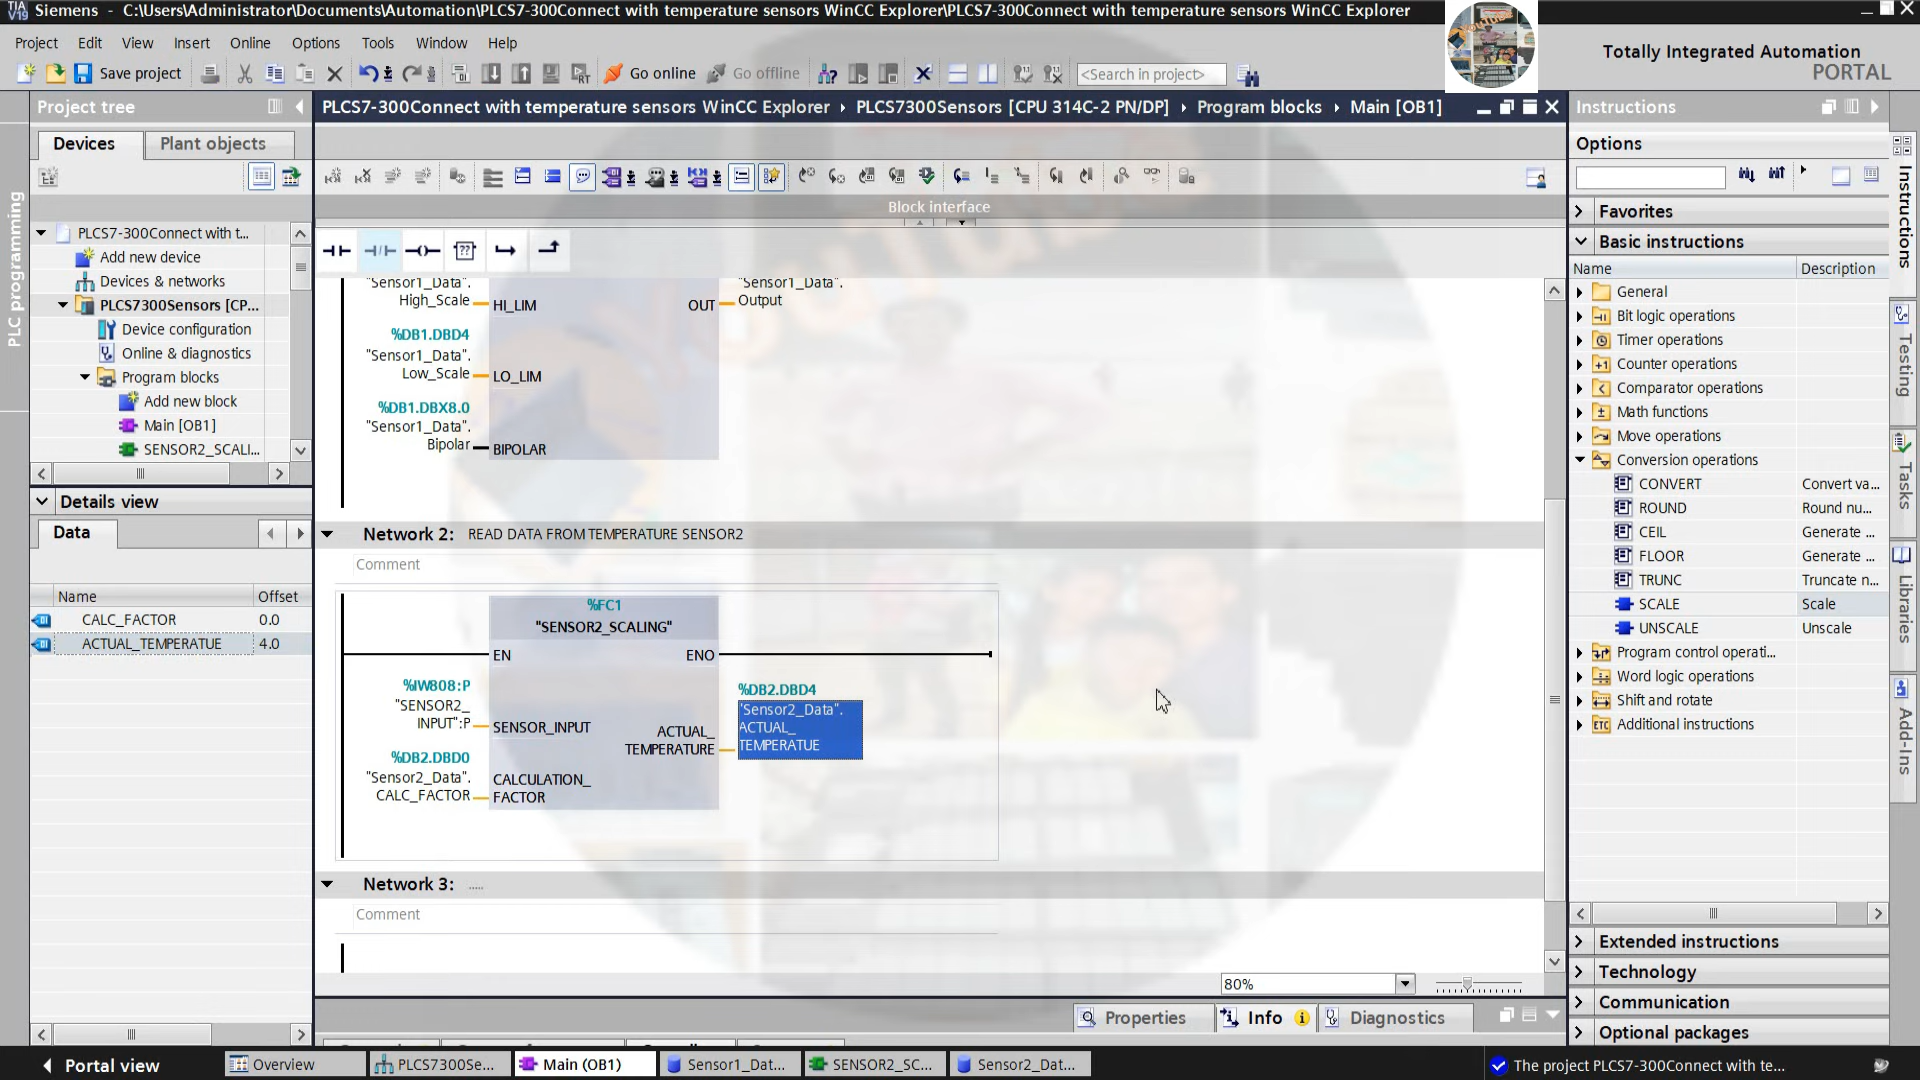 Siemens - C:\Users\Administrator\Documents\Automation\PLCS7-300Connect with temperature sensors WinCC Explorer\PLCS7-300Connect with temperature sensors WinCC Explorer
TIA
V19
Project Edit View Insert Online Options Tools Window Help
Totally Integrated Automation
PORTAL
Save project
Go online
Go offline
<Search in project>
Project tree
PLCS7-300Connect with temperature sensors WinCC Explorer › PLCS7300Sensors [CPU 314C-2 PN/DP] › Program blocks › Main [OB1]
Instructions
Devices
Plant objects
Options
Block interface
PLC programming
PLCS7-300Connect with t...
Add new device
Devices & networks
PLCS7300Sensors [CP...
Device configuration
Online & diagnostics
Program blocks
Add new block
Main [OB1]
SENSOR2_SCALI...
Details view
Data
Name Offset
CALC_FACTOR 0.0
ACTUAL_TEMPERATUE 4.0
"Sensor1_Data".
High_Scale
HI_LIM
OUT
"Sensor1_Data".
Output
%DB1.DBD4
"Sensor1_Data".
Low_Scale
LO_LIM
%DB1.DBX8.0
"Sensor1_Data".
Bipolar
BIPOLAR
Network 2: READ DATA FROM TEMPERATURE SENSOR2
Comment
%FC1
"SENSOR2_SCALING"
EN
ENO
%IW808:P
"SENSOR2_
INPUT":P
SENSOR_INPUT
ACTUAL_
TEMPERATURE
%DB2.DBD4
"Sensor2_Data".
ACTUAL_
TEMPERATUE
%DB2.DBD0
"Sensor2_Data".
CALC_FACTOR
CALCULATION_
FACTOR
Network 3: .....
Comment
80%
Properties
Info
Diagnostics
Favorites
Basic instructions
Name Description
General
Bit logic operations
Timer operations
Counter operations
Comparator operations
Math functions
Move operations
Conversion operations
CONVERT Convert va...
ROUND Round nu...
CEIL Generate ...
FLOOR Generate ...
TRUNC Truncate n...
SCALE Scale
UNSCALE Unscale
Program control operati...
Word logic operations
Shift and rotate
Additional instructions
Extended instructions
Technology
Communication
Optional packages
Instructions
Testing
Tasks
Libraries
Add-Ins
Portal view
Overview
PLCS7300Se...
Main (OB1)
Sensor1_Dat...
SENSOR2_SC...
Sensor2_Dat...
The project PLCS7-300Connect with te...